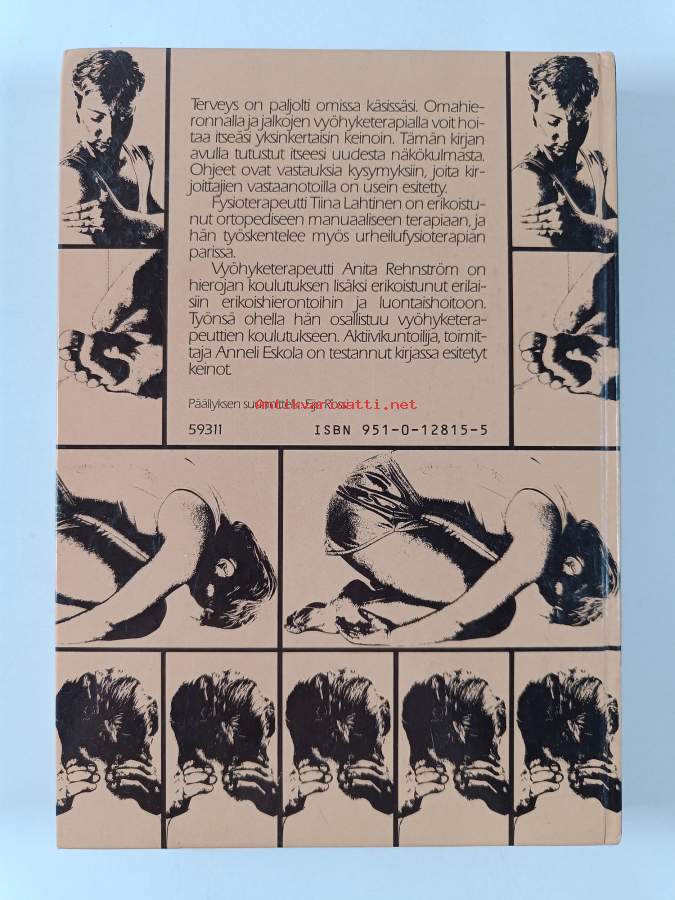 Terveys on paljolti omissa käsissäsi. Omahie-
ronnalla ja jalkojen vyöhyketerapialla voit hoi-
taa itseäsi yksinkertaisin keinoin. Tämän kirjan
avulla tutustut itseesi uudesta näkökulmasta.
Ohjeet ovat vastauksia kysymyksiin, joita kir-
joittajien vastaanotoilla on usein esitetty.
Fysioterapeutti Tiina Lahtinen on erikoistu-
nut ortopediseen manuaaliseen terapiaan, ja
hän työskentelee myös urheilufysioterapian
parissa.
Vyöhyketerapeutti Anita Rehnström on
hierojan koulutuksen lisäksi erikoistunut erilai-
siin erikoishierontoihin ja luontaishoitoon.
Työnsä ohella hän osallistuu vyöhyketera-
peuttien koulutukseen. Aktiivikuntoilija, toimit-
taja Anneli Eskola on testannut kirjassa esitetyt
keinot.
Päällyksen
Antikvariaatti.net
59311 ISBN 951-0-12815-5